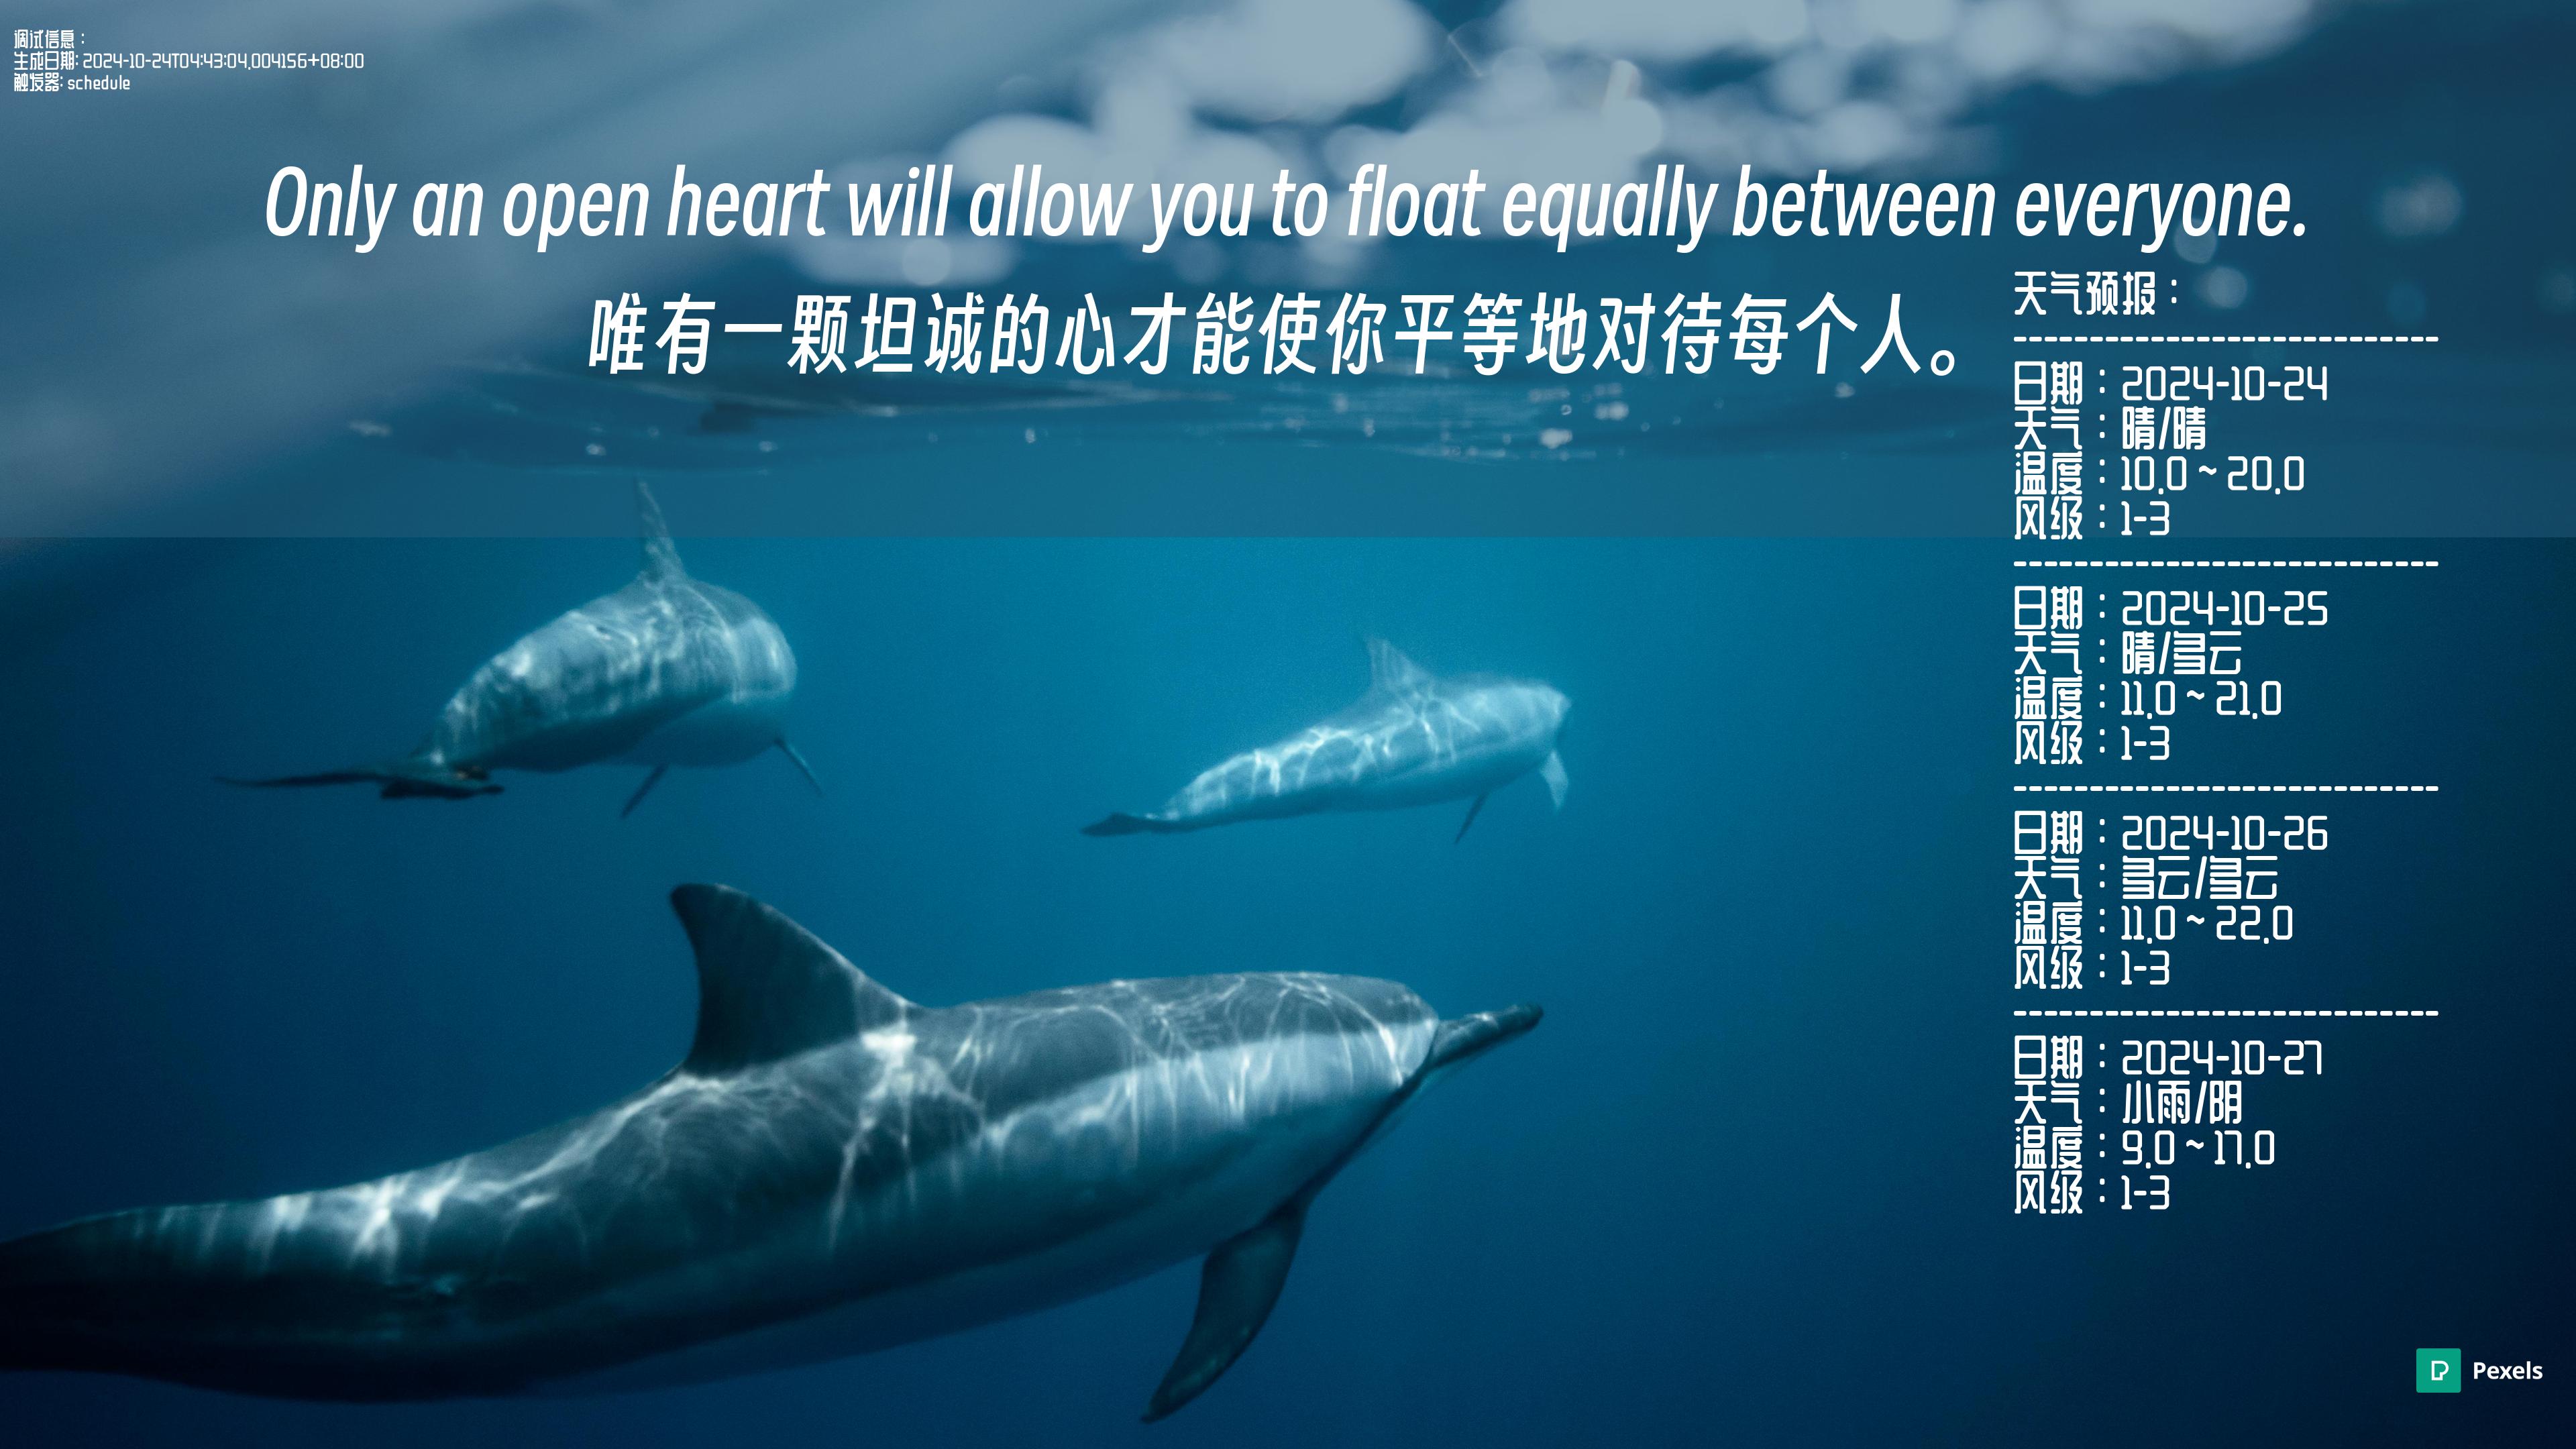 调试信息：
生成日期: 2024-10-24T04:43:04.004156+08:00
触发器: schedule
Only an open heart will allow you to float equally between everyone.
唯有一颗坦诚的心才能使你平等地对待每个人。
天气预报：
----------------------------
日期：2024-10-24
天气：晴/晴
温度：10.0 ~ 20.0
风级：1-3
----------------------------
日期：2024-10-25
天气：晴/多云
温度：11.0 ~ 21.0
风级：1-3
----------------------------
日期：2024-10-26
天气：多云/多云
温度：11.0 ~ 22.0
风级：1-3
----------------------------
日期：2024-10-27
天气：小雨/阴
温度：9.0 ~ 17.0
风级：1-3
Pexels